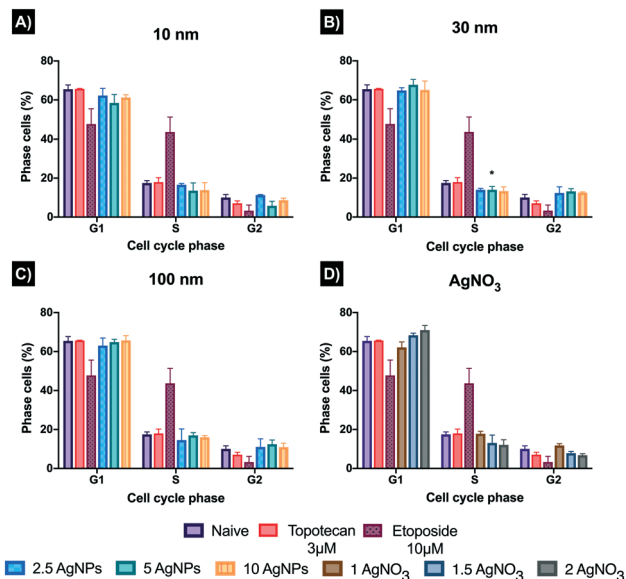 A)
10 nm
Phase cells (%)
80
60
40
20
0
G1 S G2
Cell cycle phase
B)
30 nm
Phase cells (%)
80
60
40
20
0
*
G1 S G2
Cell cycle phase
C)
100 nm
Phase cells (%)
80
60
40
20
0
G1 S G2
Cell cycle phase
D)
AgNO₃
Phase cells (%)
80
60
40
20
0
G1 S G2
Cell cycle phase
Naive Topotecan Etoposide
3µM 10µM
2.5 AgNPs 5 AgNPs 10 AgNPs 1 AgNO₃ 1.5 AgNO₃ 2 AgNO₃